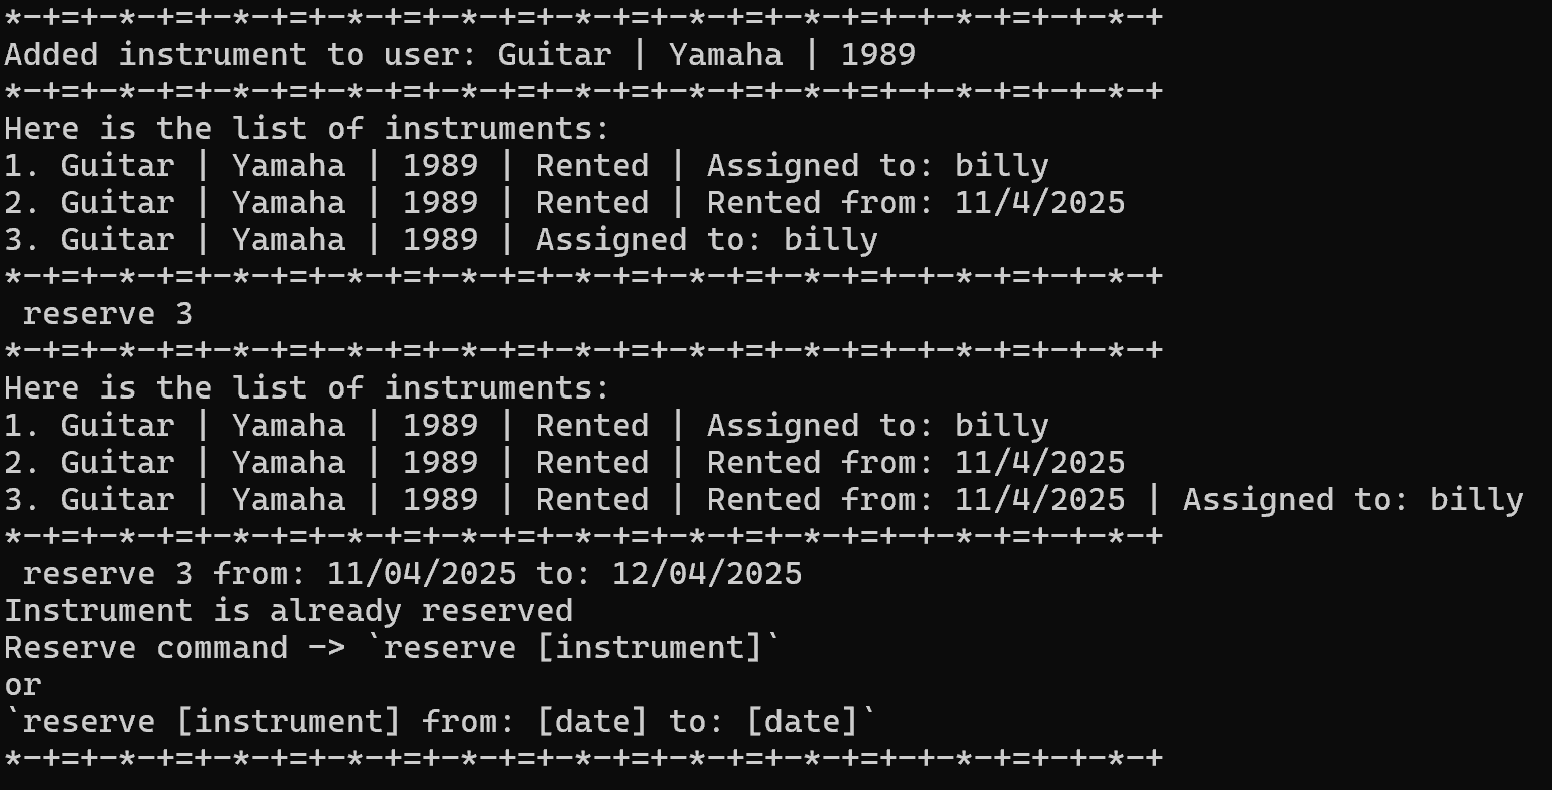 *-+=+-*-+=+-*-+=+-*-+=+-*-+=+-*-+=+-*-+=+-*-+=+-+-*-+=+-+-*-+
Added instrument to user: Guitar | Yamaha | 1989
*-+=+-*-+=+-*-+=+-*-+=+-*-+=+-*-+=+-*-+=+-*-+=+-+-*-+=+-+-*-+
Here is the list of instruments:
1. Guitar | Yamaha | 1989 | Rented | Assigned to: billy
2. Guitar | Yamaha | 1989 | Rented | Rented from: 11/4/2025
3. Guitar | Yamaha | 1989 | Assigned to: billy
*-+=+-*-+=+-*-+=+-*-+=+-*-+=+-*-+=+-*-+=+-*-+=+-+-*-+=+-+-*-+
reserve 3
*-+=+-*-+=+-*-+=+-*-+=+-*-+=+-*-+=+-*-+=+-*-+=+-+-*-+=+-+-*-+
Here is the list of instruments:
1. Guitar | Yamaha | 1989 | Rented | Assigned to: billy
2. Guitar | Yamaha | 1989 | Rented | Rented from: 11/4/2025
3. Guitar | Yamaha | 1989 | Rented | Rented from: 11/4/2025 | Assigned to: billy
*-+=+-*-+=+-*-+=+-*-+=+-*-+=+-*-+=+-*-+=+-*-+=+-+-*-+=+-+-*-+
reserve 3 from: 11/04/2025 to: 12/04/2025
Instrument is already reserved
Reserve command -> `reserve [instrument]`
or
`reserve [instrument] from: [date] to: [date]`
*-+=+-*-+=+-*-+=+-*-+=+-*-+=+-*-+=+-*-+=+-*-+=+-+-*-+=+-+-*-+